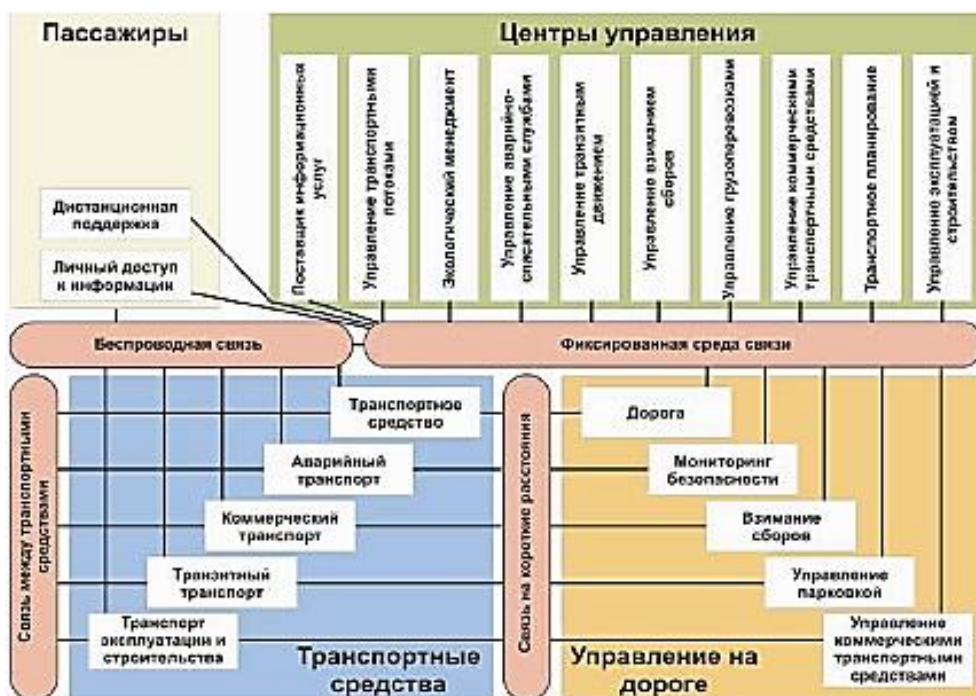 Пассажиры
Центры управления
Поставщик информационных
услуг
Управление транспортными
потоками
Экологический менеджмент
Управление аварийно-
спасательными службами
Управление транзитным
движением
Управление взиманием
сборов
Управление грузоперевозками
Управление коммерческими
транспортными средствами
Транспортное планирование
Управление эксплуатацией и
строительством
Дистанционная
поддержка
Личный доступ
к информации
Беспроводная связь
Фиксированная среда связи
Связь между транспортными
средствами
Транспортное
средство
Аварийный
транспорт
Коммерческий
транспорт
Транзитный
транспорт
Транспорт
эксплуатации и
строительства
Транспортные
средства
Связь на короткие расстояния
Дорога
Мониторинг
безопасности
Взимание
сборов
Управление
парковкой
Управление
коммерческими
транспортными
средствами
Управление на
дороге